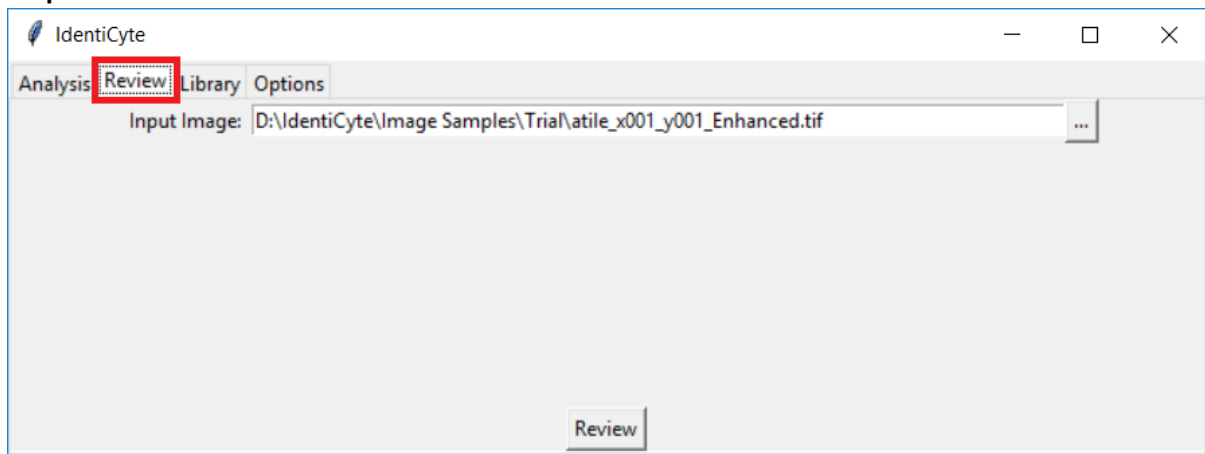 IdentiCyte
Analysis Review Library Options
Input Image: D:\IdentiCyte\Image Samples\Trial\atile_x001_y001_Enhanced.tif ...
Review